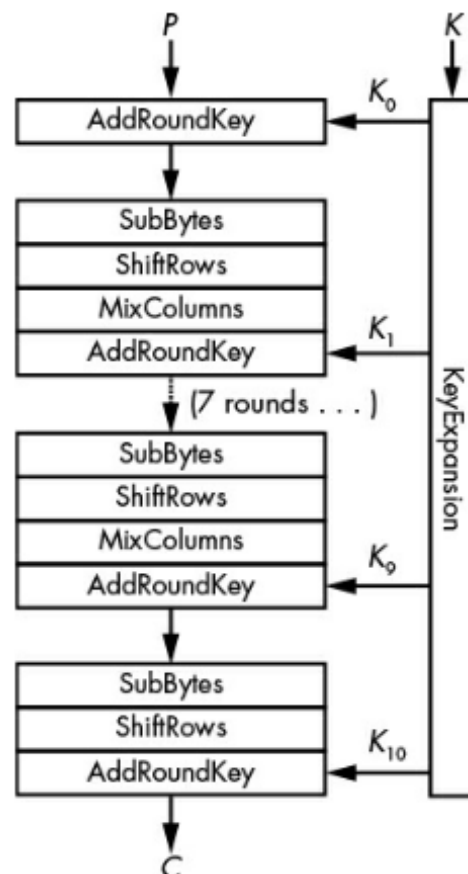 P
K
AddRoundKey
K₀
SubBytes
ShiftRows
MixColumns
AddRoundKey
K₁
(7 rounds . . . )
KeyExpansion
SubBytes
ShiftRows
MixColumns
AddRoundKey
K₉
SubBytes
ShiftRows
AddRoundKey
K₁₀
C